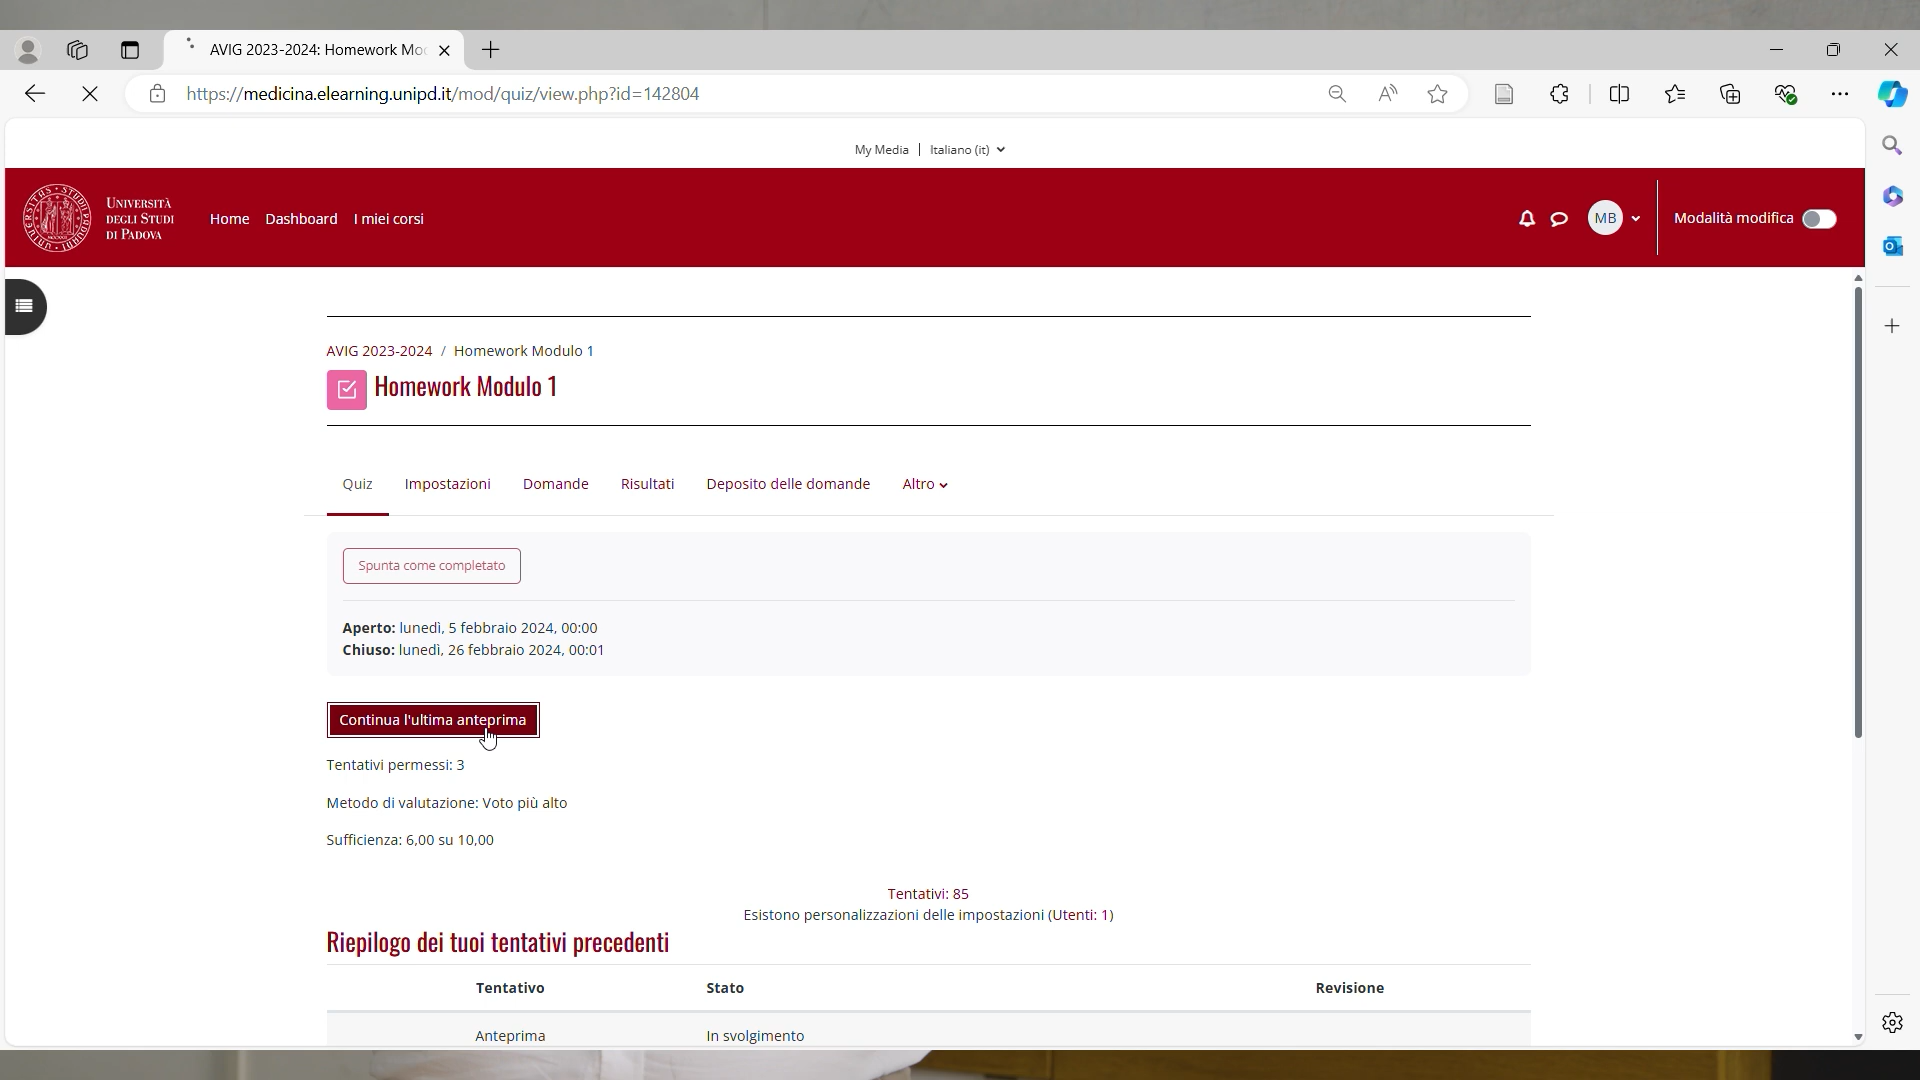 AVIG 2023-2024: Homework Mo
https://medicina.elearning.unipd.it/mod/quiz/view.php?id=142804
My Media
Italiano (it)
UNIVERSITÀ
DEGLI STUDI
DI PADOVA
Home
Dashboard
I miei corsi
MB
Modalità modifica
AVIG 2023-2024 / Homework Modulo 1
Homework Modulo 1
Quiz
Impostazioni
Domande
Risultati
Deposito delle domande
Altro
Spunta come completato
Aperto: lunedì, 5 febbraio 2024, 00:00
Chiuso: lunedì, 26 febbraio 2024, 00:01
Continua l'ultima anteprima
Tentativi permessi: 3
Metodo di valutazione: Voto più alto
Sufficienza: 6,00 su 10,00
Tentativi: 85
Esistono personalizzazioni delle impostazioni (Utenti: 1)
Riepilogo dei tuoi tentativi precedenti
Tentativo
Stato
Revisione
Anteprima
In svolgimento